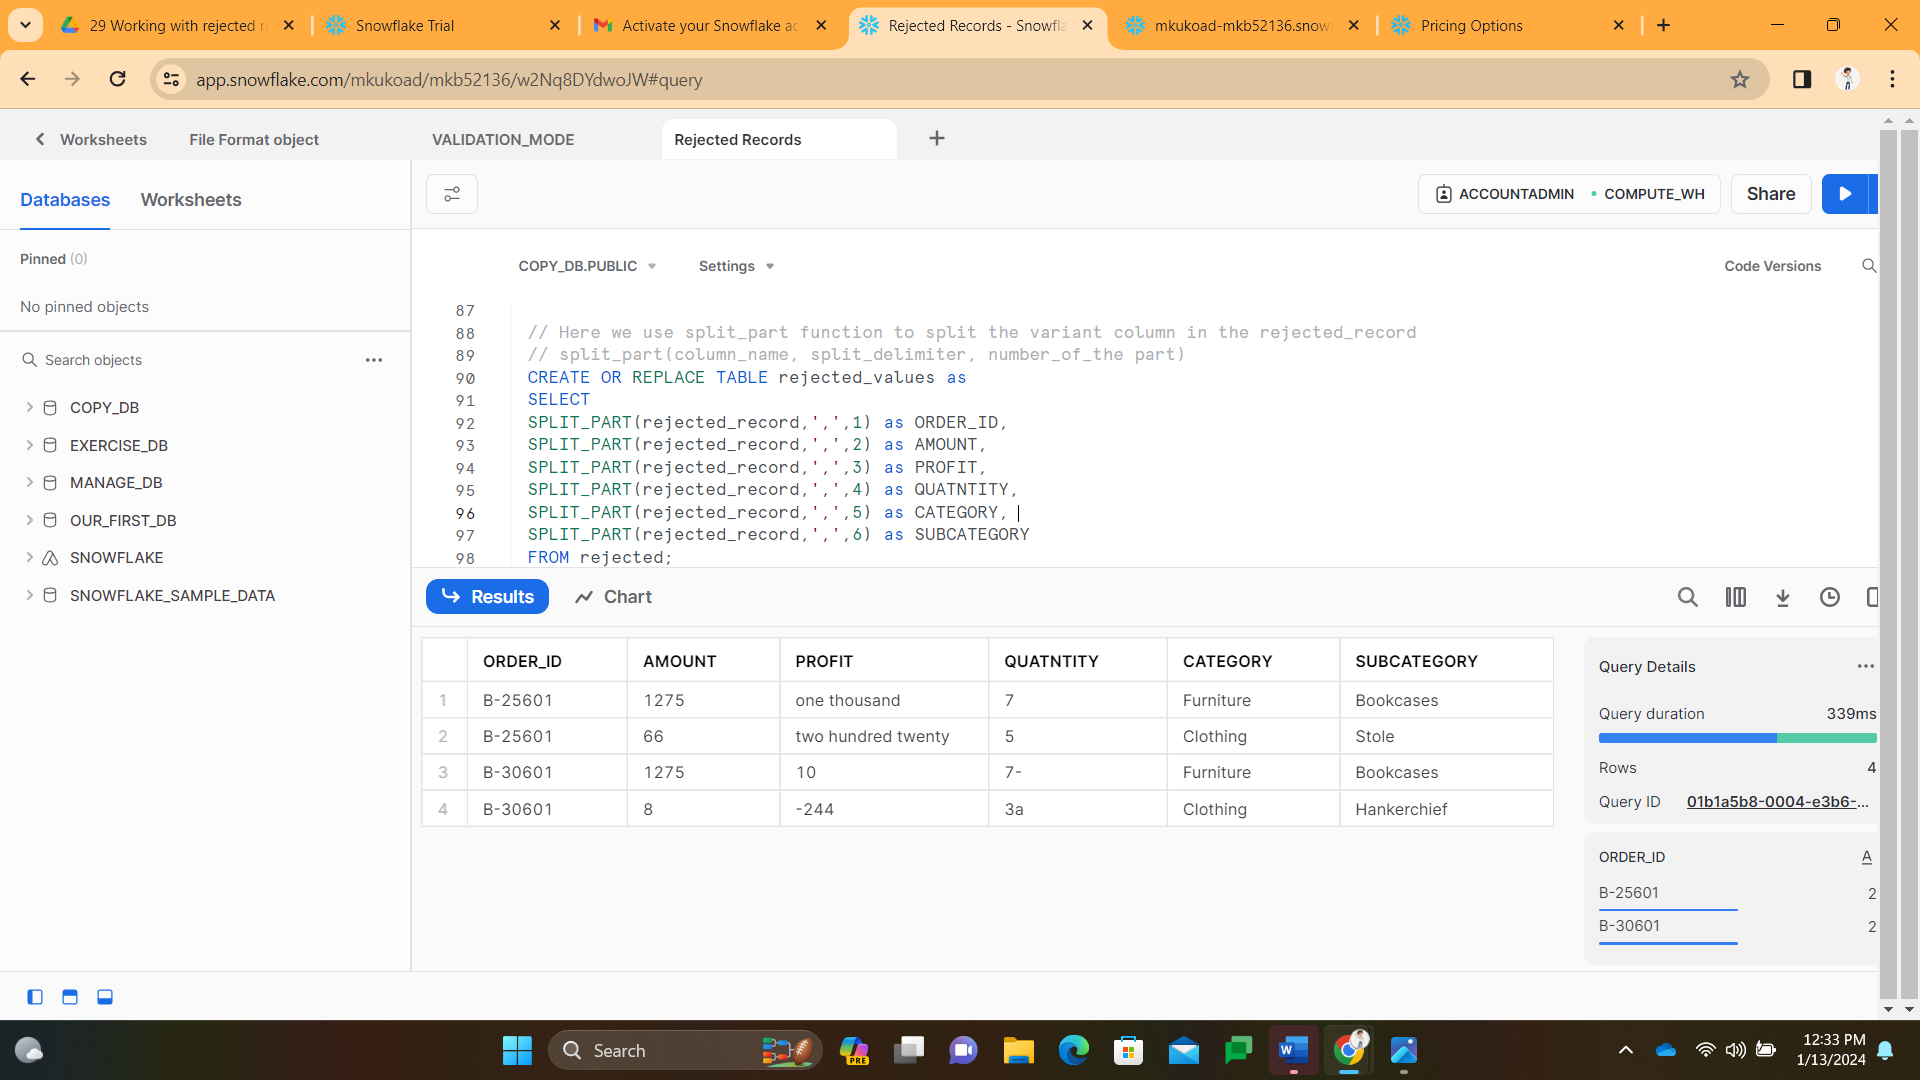 29 Working with rejected r
Snowflake Trial
Activate your Snowflake ac
Rejected Records - Snowfla
mkukoad-mkb52136.snow
Pricing Options
app.snowflake.com/mkukoad/mkb52136/w2Nq8DYdwoJW#query
Worksheets
File Format object
VALIDATION_MODE
Rejected Records
Databases
Worksheets
ACCOUNTADMIN
COMPUTE_WH
Share
Pinned (0)
No pinned objects
Search objects
COPY_DB
EXERCISE_DB
MANAGE_DB
OUR_FIRST_DB
SNOWFLAKE
SNOWFLAKE_SAMPLE_DATA
COPY_DB.PUBLIC
Settings
Code Versions
87
88 // Here we use split_part function to split the variant column in the rejected_record
89 // split_part(column_name, split_delimiter, number_of_the part)
90 CREATE OR REPLACE TABLE rejected_values as
91 SELECT
92 SPLIT_PART(rejected_record,',',1) as ORDER_ID,
93 SPLIT_PART(rejected_record,',',2) as AMOUNT,
94 SPLIT_PART(rejected_record,',',3) as PROFIT,
95 SPLIT_PART(rejected_record,',',4) as QUATNTITY,
96 SPLIT_PART(rejected_record,',',5) as CATEGORY,
97 SPLIT_PART(rejected_record,',',6) as SUBCATEGORY
98 FROM rejected;
Results
Chart
ORDER_ID AMOUNT PROFIT QUATNTITY CATEGORY SUBCATEGORY
1 B-25601 1275 one thousand 7 Furniture Bookcases
2 B-25601 66 two hundred twenty 5 Clothing Stole
3 B-30601 1275 10 7- Furniture Bookcases
4 B-30601 8 -244 3a Clothing Hankerchief
Query Details
Query duration 339ms
Rows 4
Query ID 01b1a5b8-0004-e3b6-...
ORDER_ID A
B-25601 2
B-30601 2
Search
PRE
12:33 PM
1/13/2024